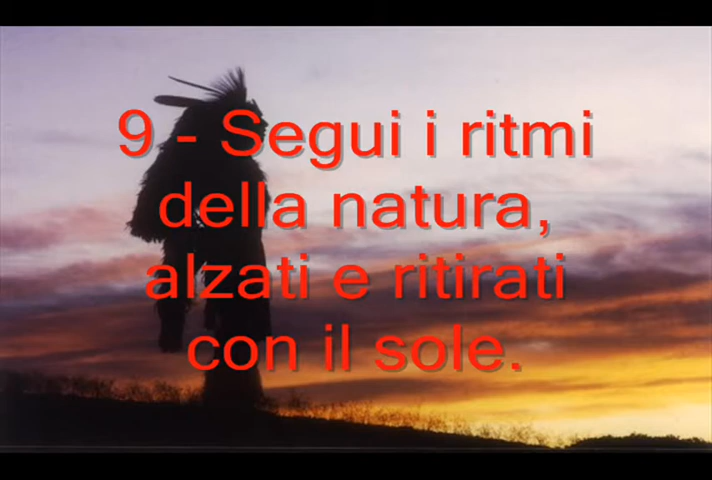 9 - Segui i ritmi
della natura,
alzati e ritirati
con il sole.